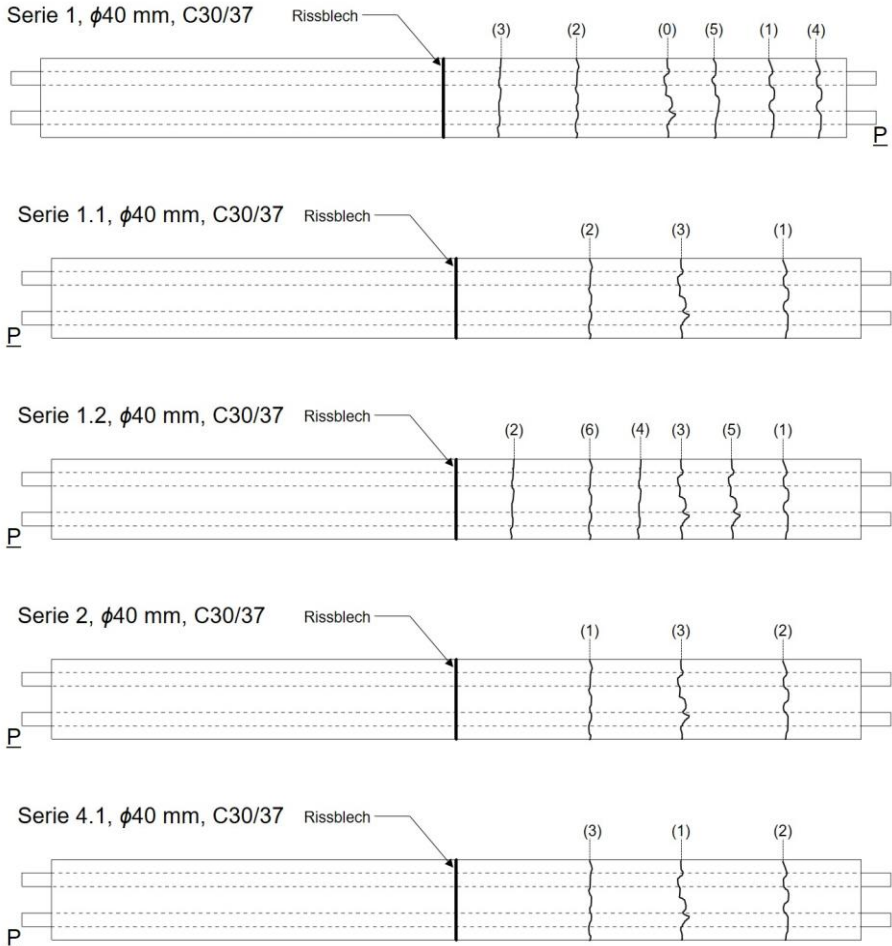 Serie 1, ϕ40 mm, C30/37 Rissblech
(3) (2) (0) (5) (1) (4)
P
Serie 1.1, ϕ40 mm, C30/37 Rissblech
(2) (3) (1)
P
Serie 1.2, ϕ40 mm, C30/37 Rissblech
(2) (6) (4) (3) (5) (1)
P
Serie 2, ϕ40 mm, C30/37 Rissblech
(1) (3) (2)
P
Serie 4.1, ϕ40 mm, C30/37 Rissblech
(3) (1) (2)
P